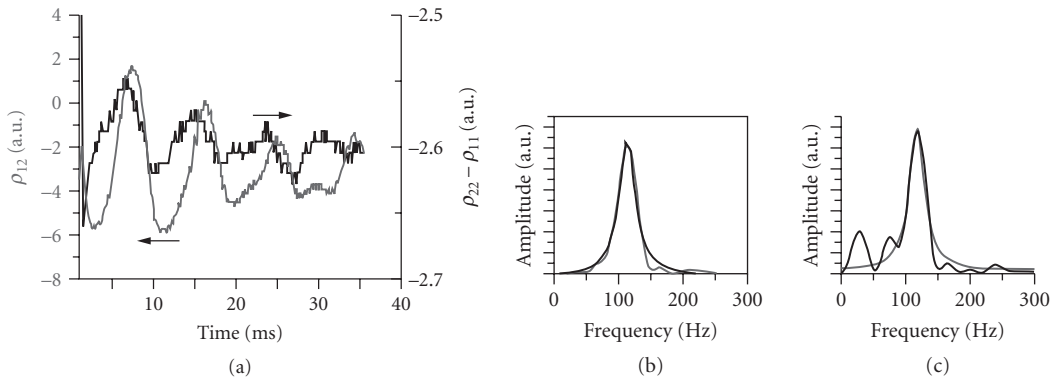 4
2
0
−2
−4
−6
−8
ρ12 (a.u.)
10
20
30
40
Time (ms)
−2.5
−2.6
−2.7
ρ22 − ρ11 (a.u.)
(a)
Amplitude (a.u.)
0
100
200
300
Frequency (Hz)
(b)
Amplitude (a.u.)
0
100
200
300
Frequency (Hz)
(c)